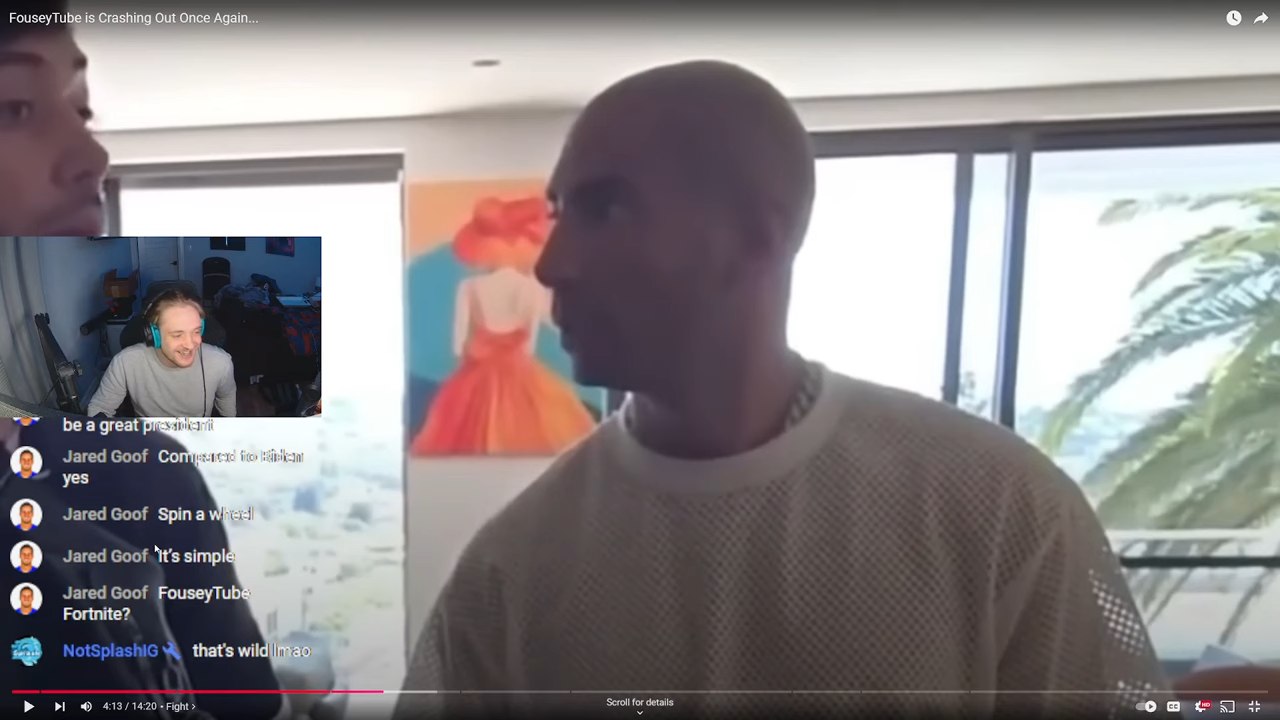 FouseyTube is Crashing Out Once Again...
be a great president
Jared Goof Compared to Biden
yes
Jared Goof Spin a wheel
Jared Goof It's simple
Jared Goof FouseyTube
Fortnite?
NotSplashIG that's wild lmao
Scroll for details
4:13 / 14:20 • Fight >
CC
HD